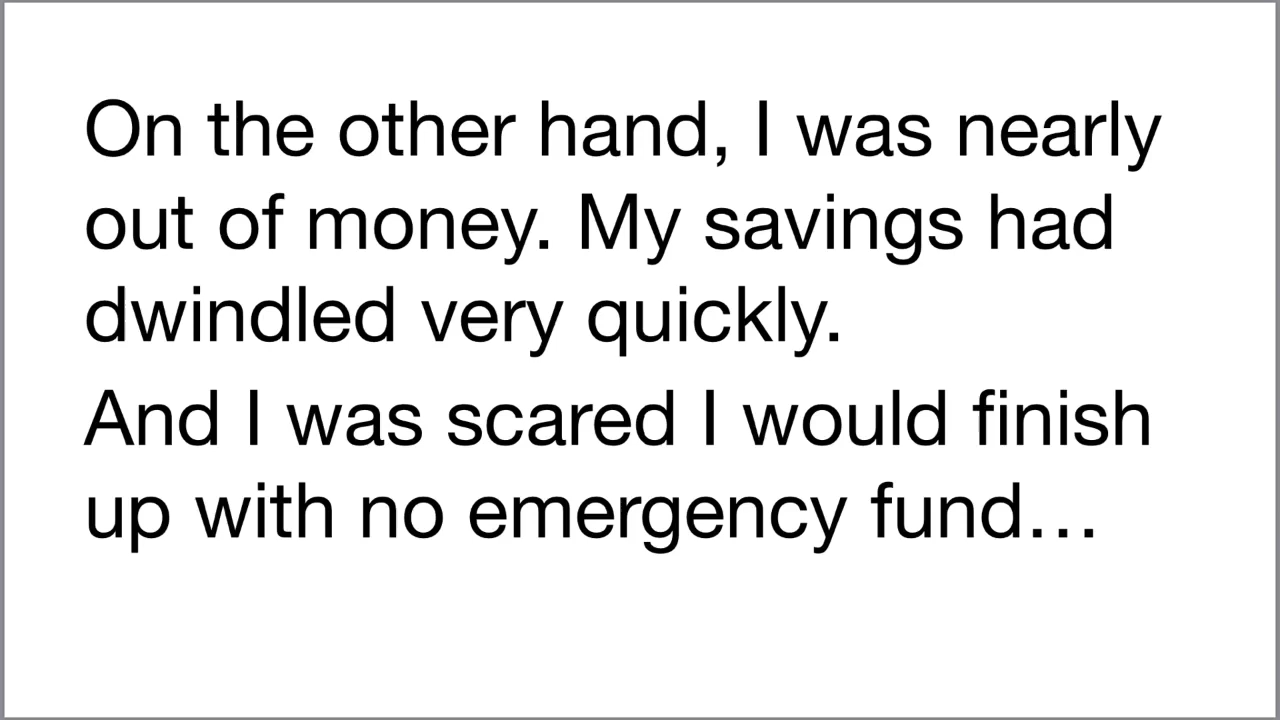 On the other hand, I was nearly
out of money. My savings had
dwindled very quickly.
And I was scared I would finish
up with no emergency fund…